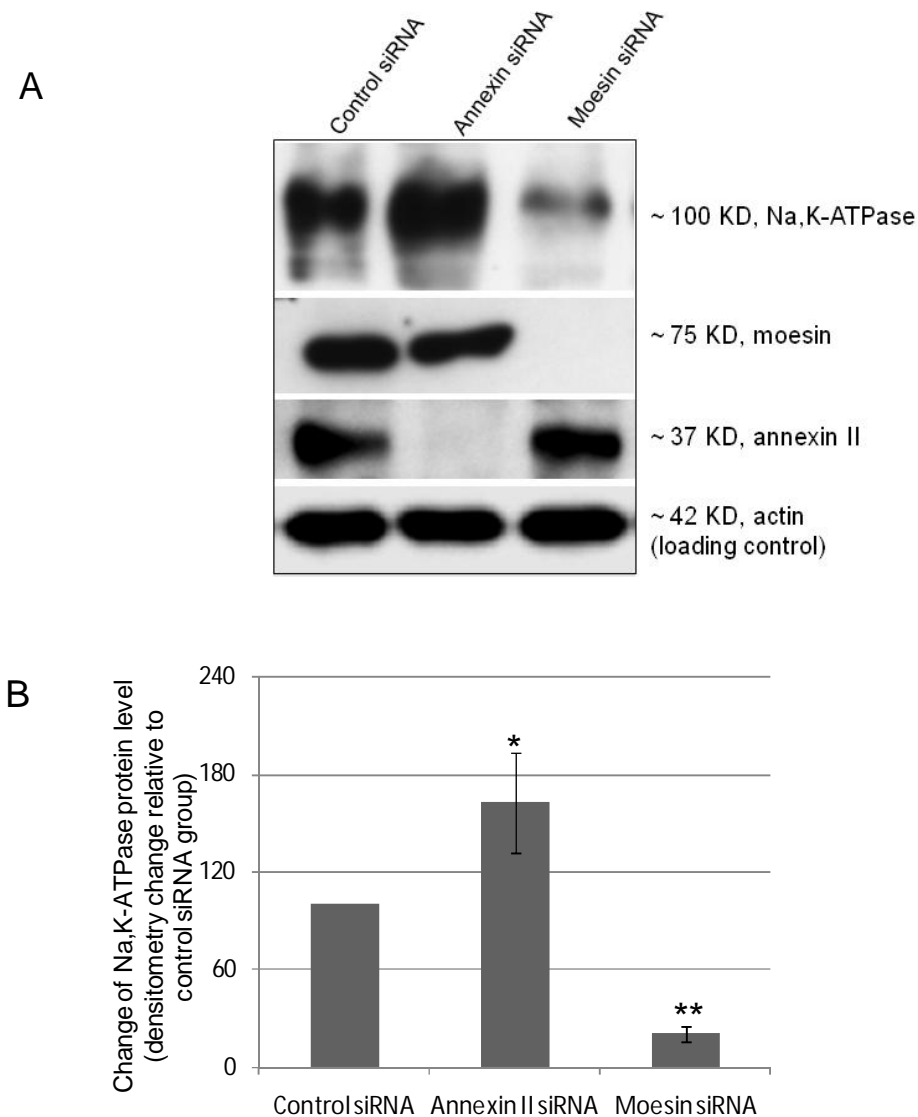 A
Control siRNA
Annexin siRNA
Moesin siRNA
~ 100 KD, Na,K-ATPase
~ 75 KD, moesin
~ 37 KD, annexin II
~ 42 KD, actin
(loading control)
B
Change of Na,K-ATPase protein level
(densitometry change relative to
control siRNA group)
240
180
120
60
0
*
**
Control siRNA
Annexin II siRNA
Moesin siRNA